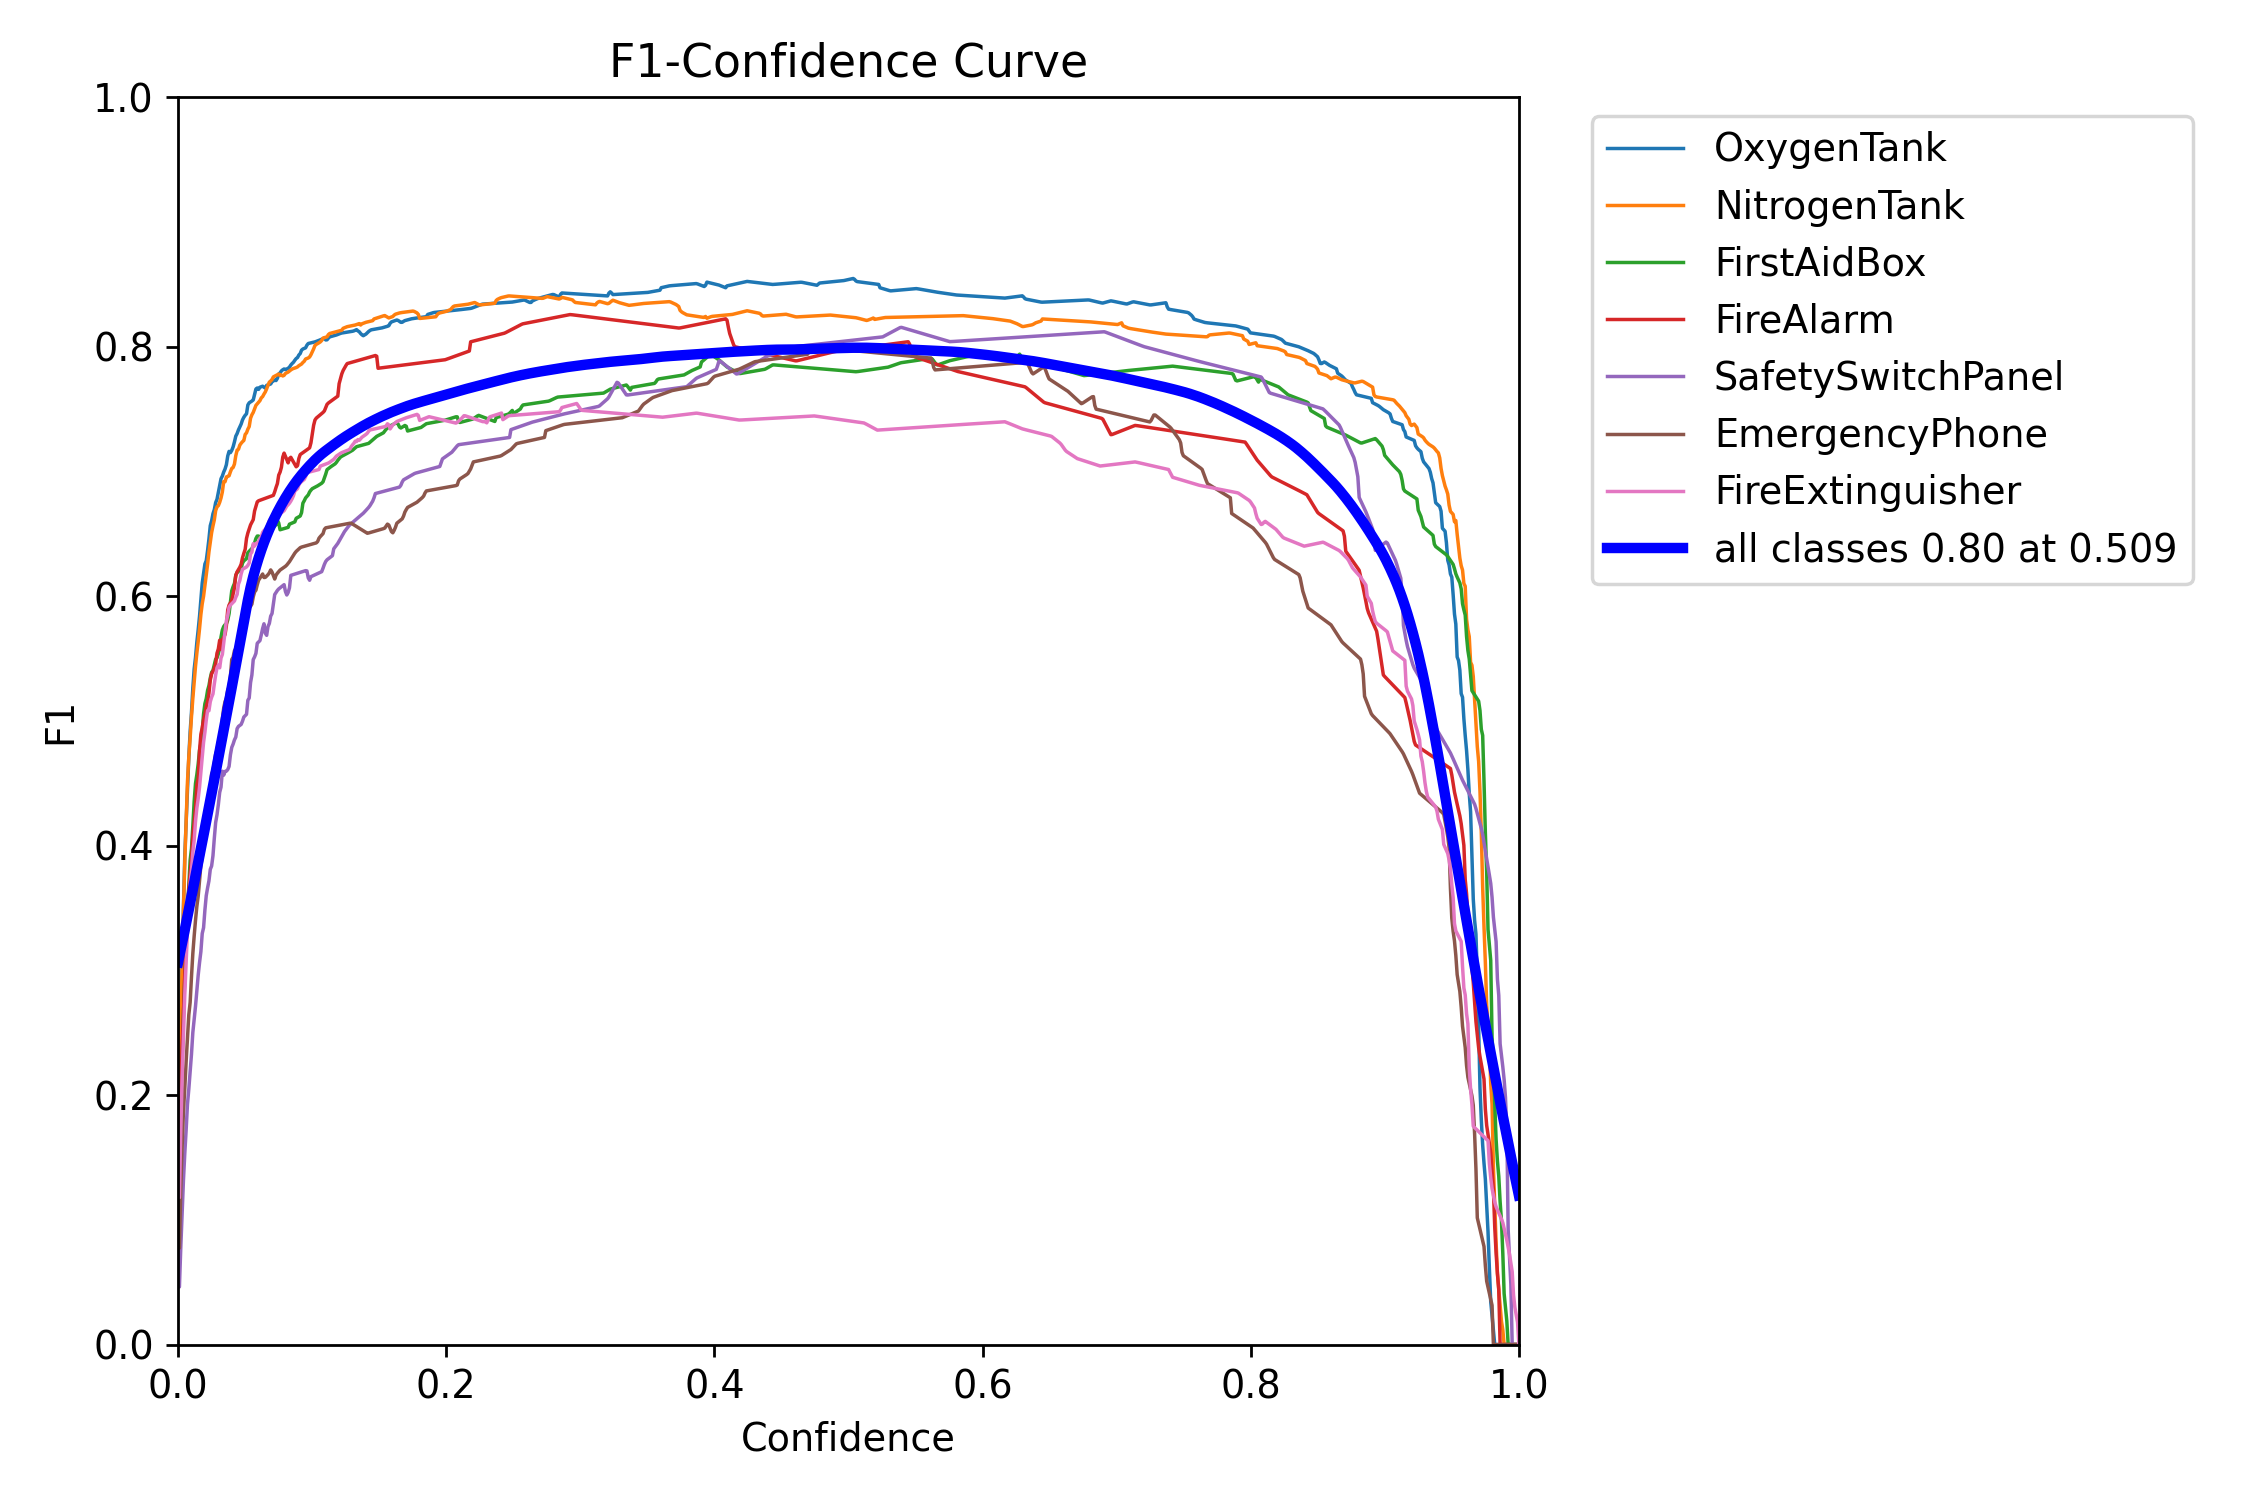 F1-Confidence Curve
1.0
0.8
0.6
0.4
0.2
0.0
F1
0.0 0.2 0.4 0.6 0.8 1.0
Confidence
OxygenTank
NitrogenTank
FirstAidBox
FireAlarm
SafetySwitchPanel
EmergencyPhone
FireExtinguisher
all classes 0.80 at 0.509